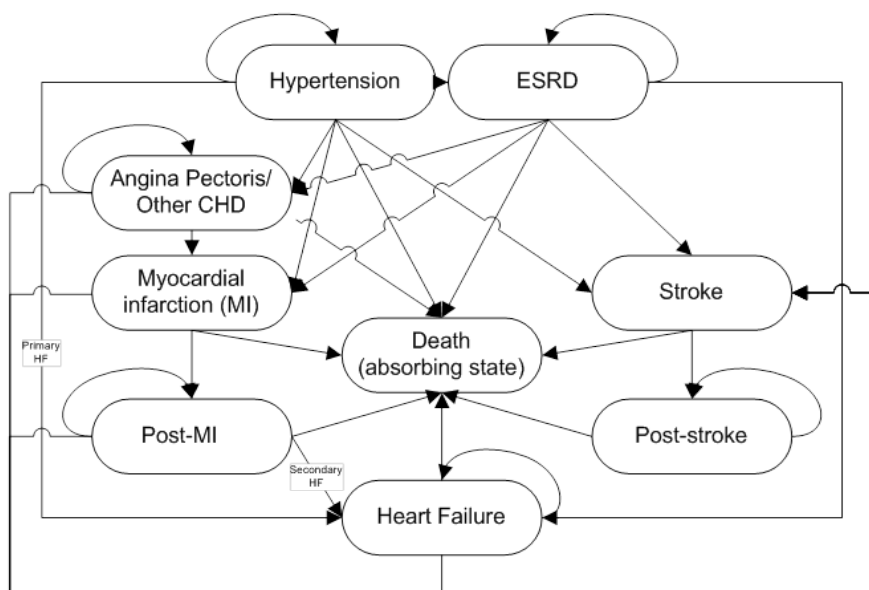 Hypertension
ESRD
Angina Pectoris/
Other CHD
Myocardial
infarction (MI)
Stroke
Death
(absorbing state)
Primary
HF
Post-MI
Post-stroke
Secondary
HF
Heart Failure